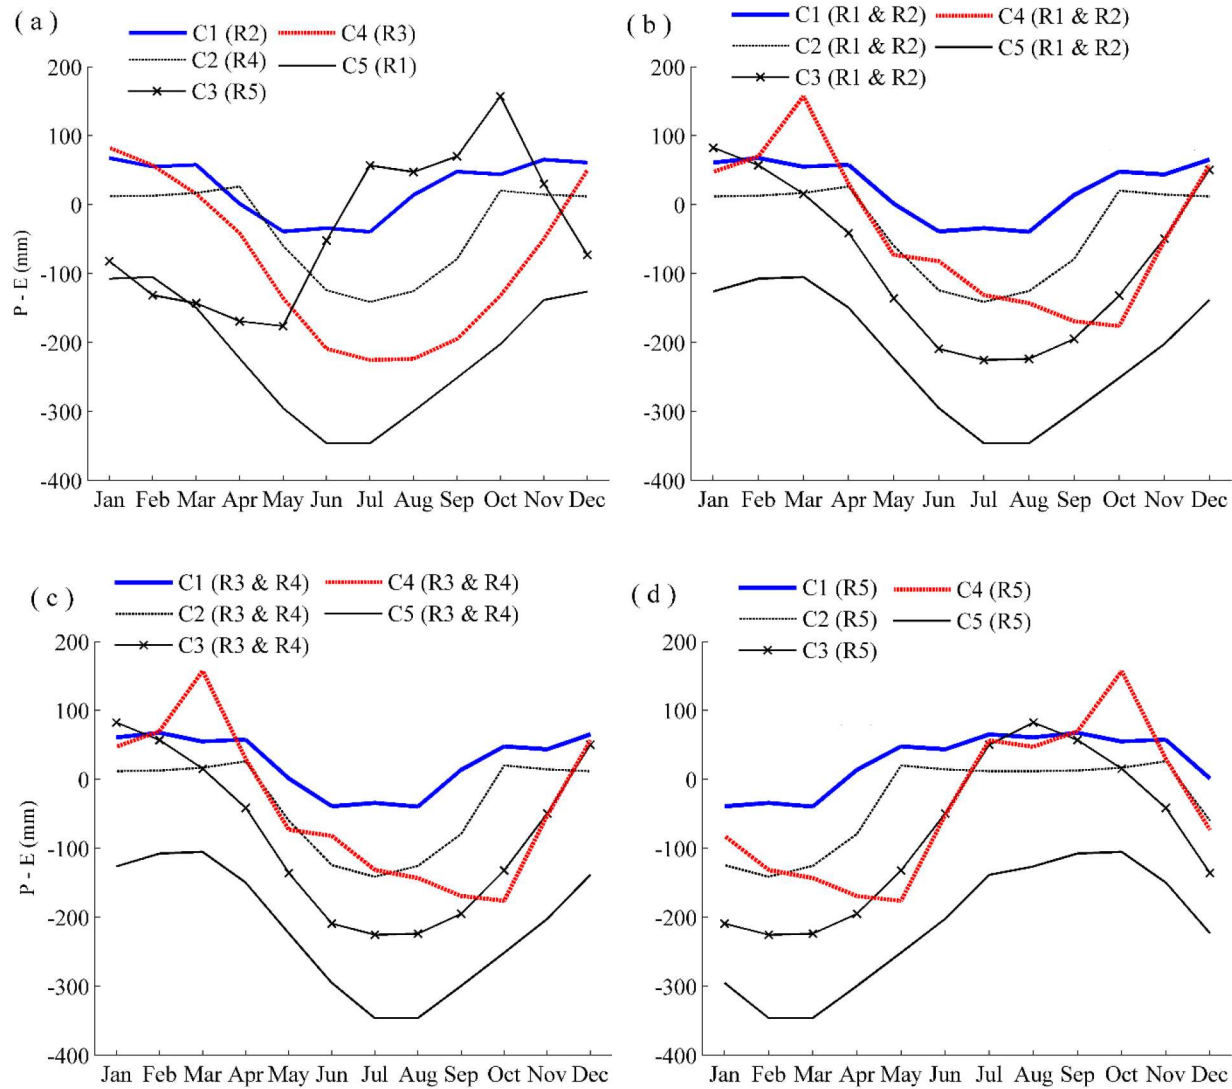 ( a )
C1 (R2) C4 (R3)
C2 (R4) C5 (R1)
C3 (R5)
200
100
0
-100
-200
-300
-400
P - E (mm)
Jan Feb Mar Apr May Jun Jul Aug Sep Oct Nov Dec
( b )
C1 (R1 & R2) C4 (R1 & R2)
C2 (R1 & R2) C5 (R1 & R2)
C3 (R1 & R2)
200
100
0
-100
-200
-300
-400
Jan Feb Mar Apr May Jun Jul Aug Sep Oct Nov Dec
( c )
C1 (R3 & R4) C4 (R3 & R4)
C2 (R3 & R4) C5 (R3 & R4)
C3 (R3 & R4)
200
100
0
-100
-200
-300
-400
P - E (mm)
Jan Feb Mar Apr May Jun Jul Aug Sep Oct Nov Dec
( d )
C1 (R5) C4 (R5)
C2 (R5) C5 (R5)
C3 (R5)
200
100
0
-100
-200
-300
-400
Jan Feb Mar Apr May Jun Jul Aug Sep Oct Nov Dec